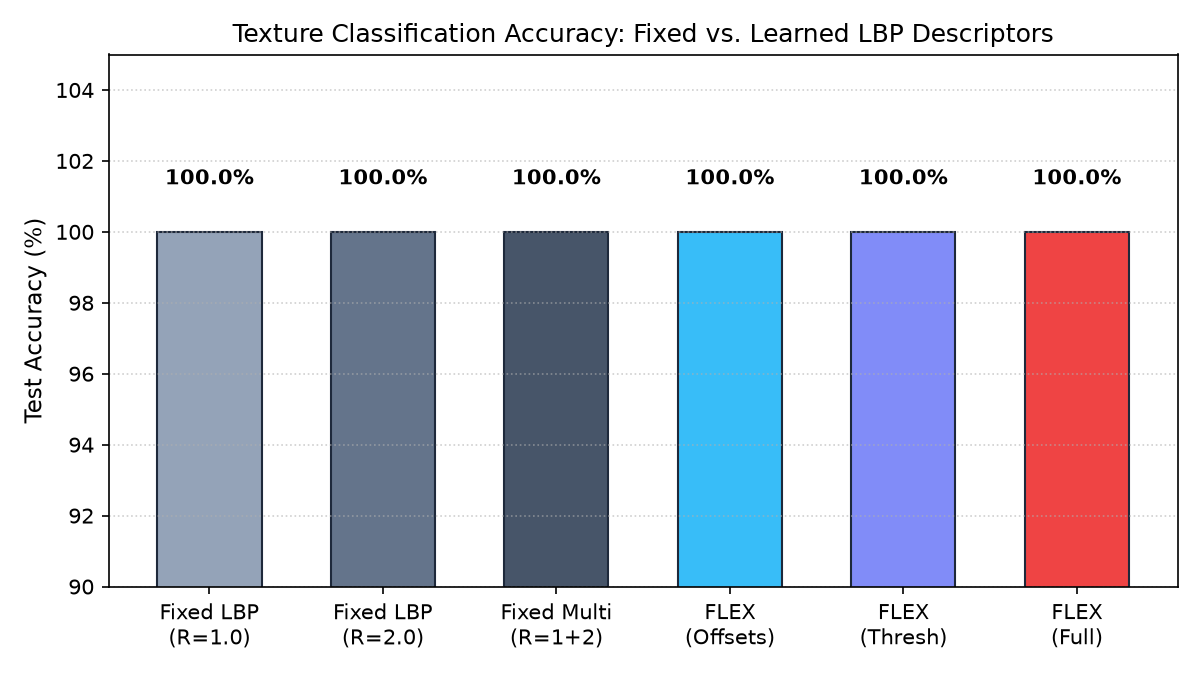 Texture Classification Accuracy: Fixed vs. Learned LBP Descriptors
Test Accuracy (%)
104
102
100
98
96
94
92
90
100.0% 100.0% 100.0% 100.0% 100.0% 100.0%
Fixed LBP Fixed LBP Fixed Multi FLEX FLEX FLEX
(R=1.0) (R=2.0) (R=1+2) (Offsets) (Thresh) (Full)